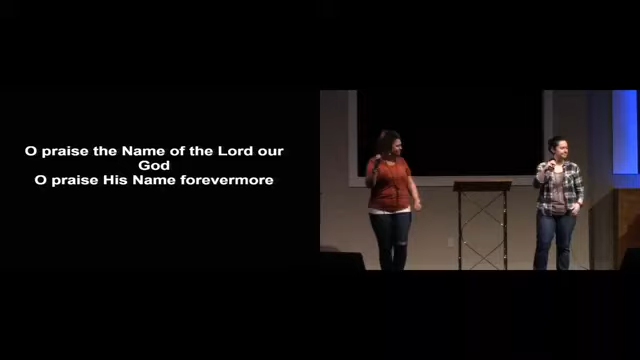 O praise the Name of the Lord our
God
O praise His Name forevermore